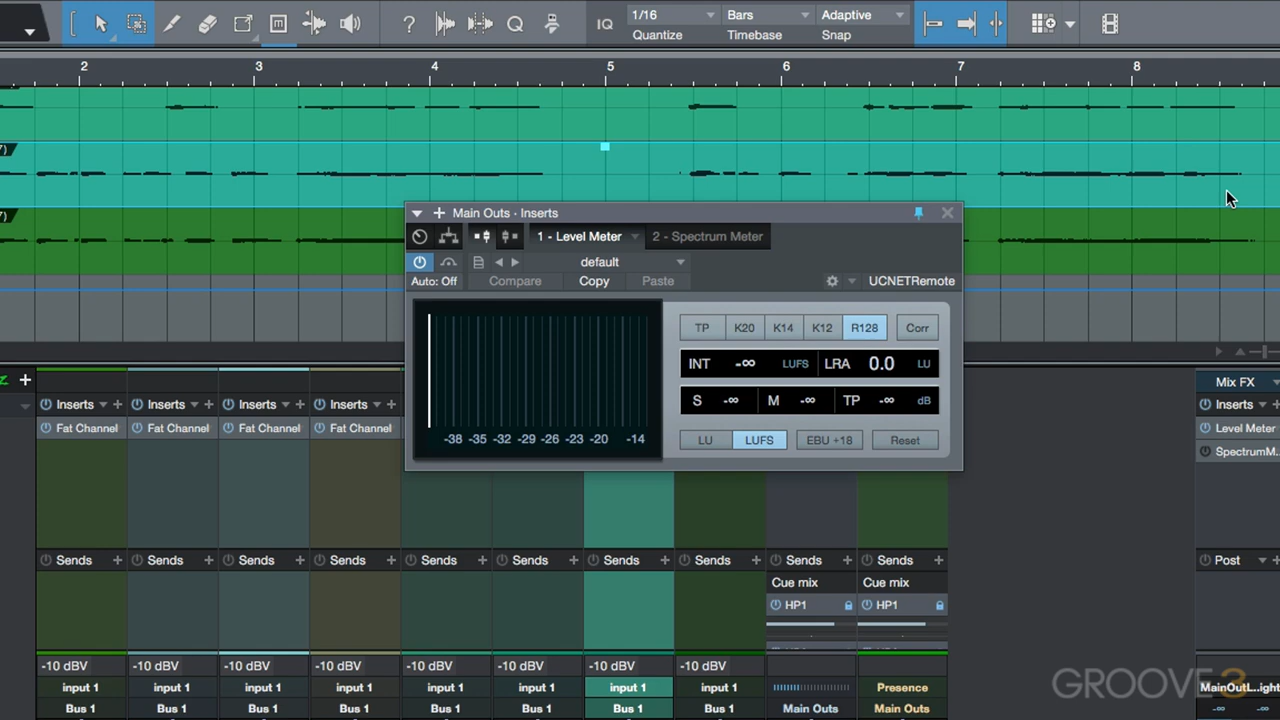 1/16 Bars Adaptive
IQ Quantize Timebase Snap
2 3 4 5 6 7 8
7)
7)
Main Outs · Inserts
1 - Level Meter 2 - Spectrum Meter
default
Auto: Off Compare Copy Paste UCNETRemote
TP K20 K14 K12 R128 Corr
INT -∞ LUFS LRA 0.0 LU
S -∞ M -∞ TP -∞ dB
-38 -35 -32 -29 -26 -23 -20 -14
LU LUFS EBU +18 Reset
Mix FX
Inserts Inserts Inserts Inserts Inserts
Fat Channel Fat Channel Fat Channel Fat Channel Level Meter
SpectrumM..
Sends Sends Sends Sends Sends Sends Sends Sends Sends Sends Post
Cue mix Cue mix
HP1 HP1
-10 dBV -10 dBV -10 dBV -10 dBV -10 dBV -10 dBV -10 dBV -10 dBV
input 1 input 1 input 1 input 1 input 1 input 1 input 1 input 1 Presence MainOutL...ight
Bus 1 Bus 1 Bus 1 Bus 1 Bus 1 Bus 1 Bus 1 Bus 1 Main Outs Main Outs -∞ -∞
GROOVE3